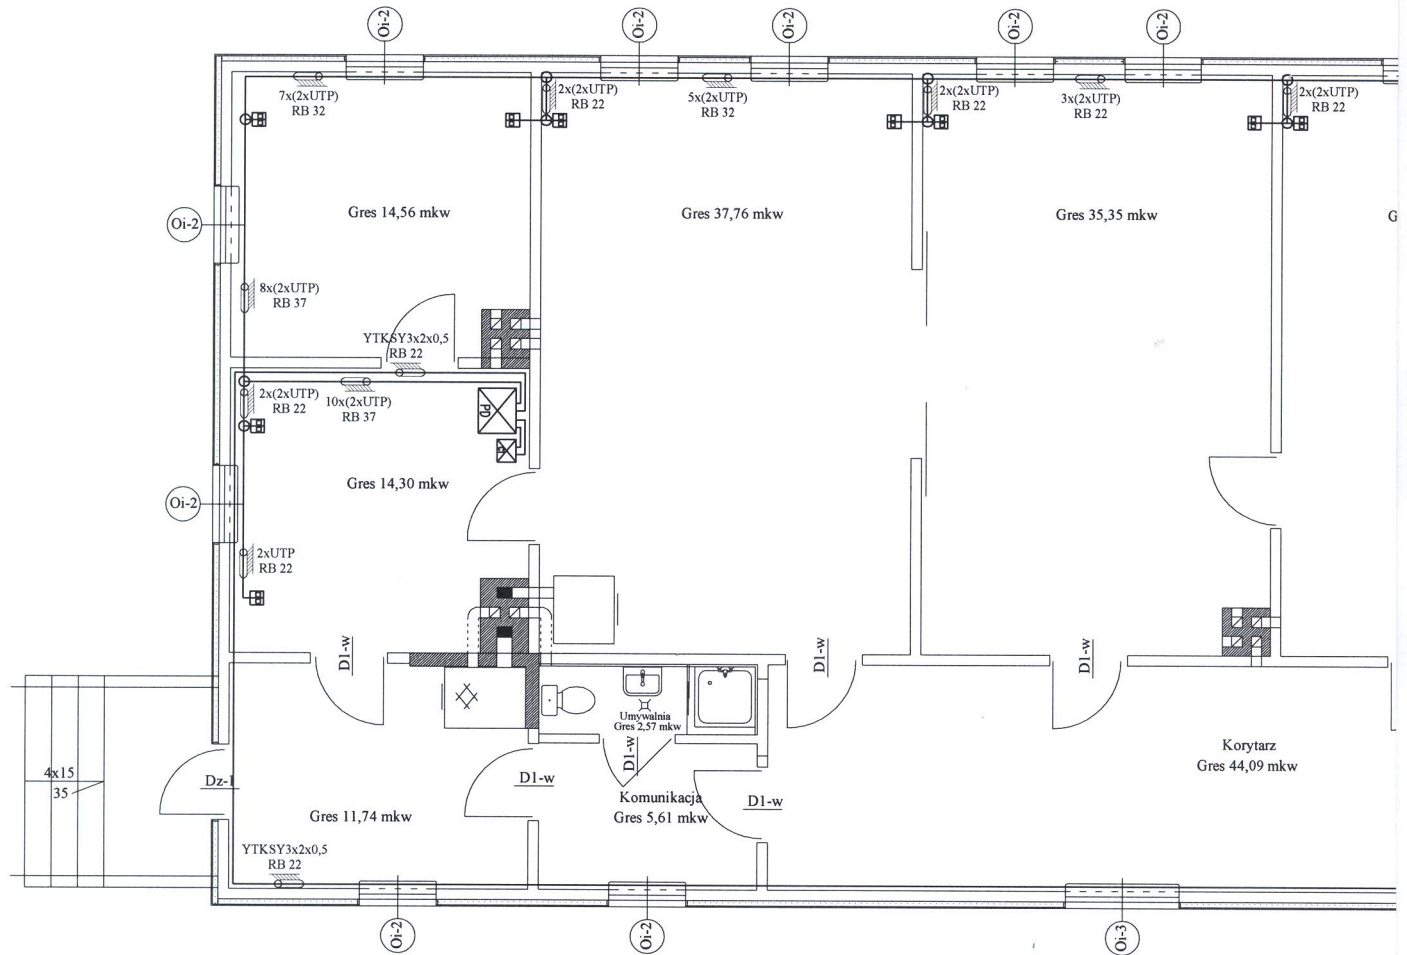 Oi-2
Oi-2
Oi-2
Oi-2
Oi-2
7x(2xUTP)
RB 32
2x(2xUTP)
RB 22
5x(2xUTP)
RB 32
2x(2xUTP)
RB 22
3x(2xUTP)
RB 22
2x(2xUTP)
RB 22
Gres 14,56 mkw
Gres 37,76 mkw
Gres 35,35 mkw
G
Oi-2
8x(2xUTP)
RB 37
YTKSY3x2x0,5
RB 22
2x(2xUTP)
RB 22
10x(2xUTP)
RB 37
PD
Gres 14,30 mkw
Oi-2
2xUTP
RB 22
D1-w
D1-w
D1-w
Umywalnia
Gres 2,57 mkw
D1-w
Korytarz
Gres 44,09 mkw
4x15
35
Dz-1
D1-w
Komunikacja
Gres 5,61 mkw
D1-w
Gres 11,74 mkw
YTKSY3x2x0,5
RB 22
Oi-2
Oi-2
Oi-3